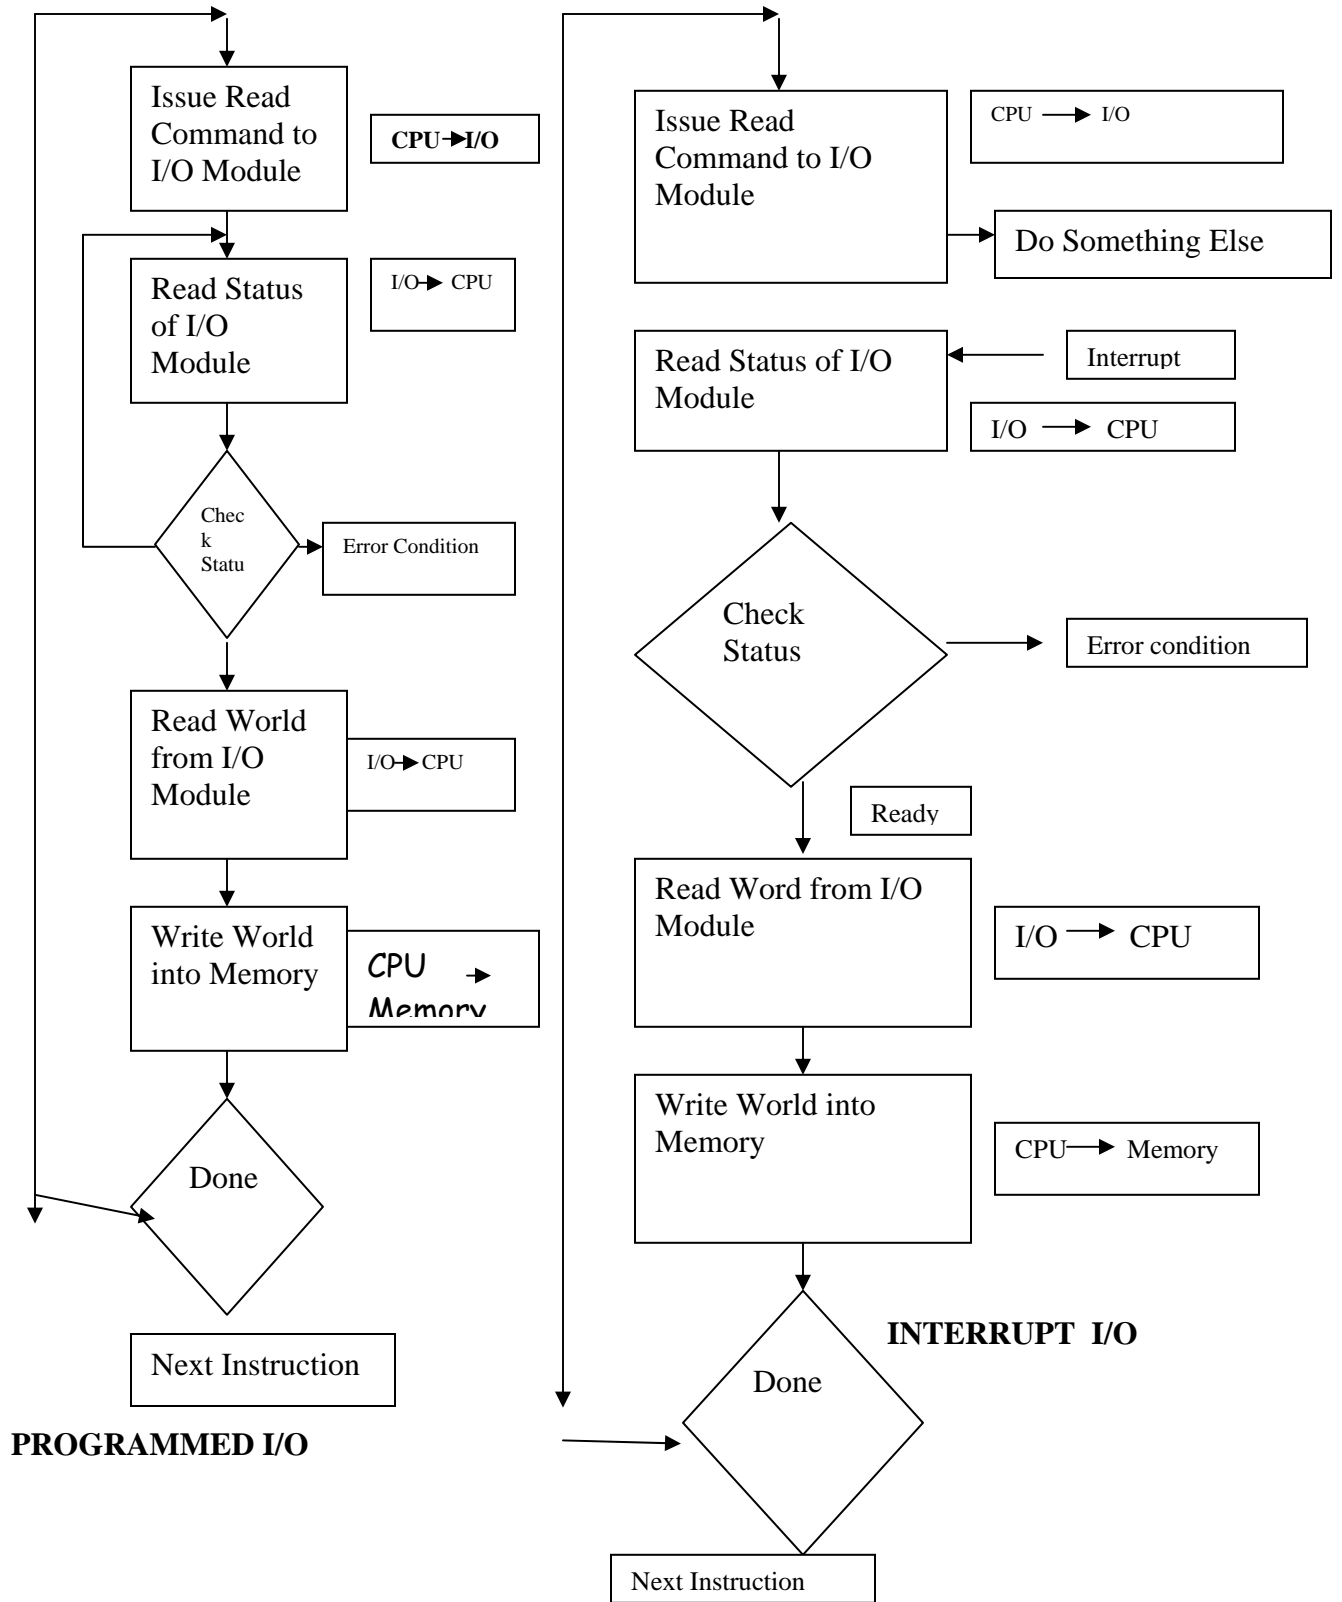 Issue Read
Command to
I/O Module
CPU I/O
Read Status
of I/O
Module
I/O CPU
Chec
k
Statu
Error Condition
Read World
from I/O
Module
I/O CPU
Write World
into Memory
CPU
Memory
Done
Next Instruction
PROGRAMMED I/O
Issue Read
Command to I/O
Module
CPU I/O
Do Something Else
Read Status of I/O
Module
Interrupt
I/O CPU
Check
Status
Error condition
Ready
Read Word from I/O
Module
I/O CPU
Write World into
Memory
CPU Memory
Done
INTERRUPT I/O
Next Instruction